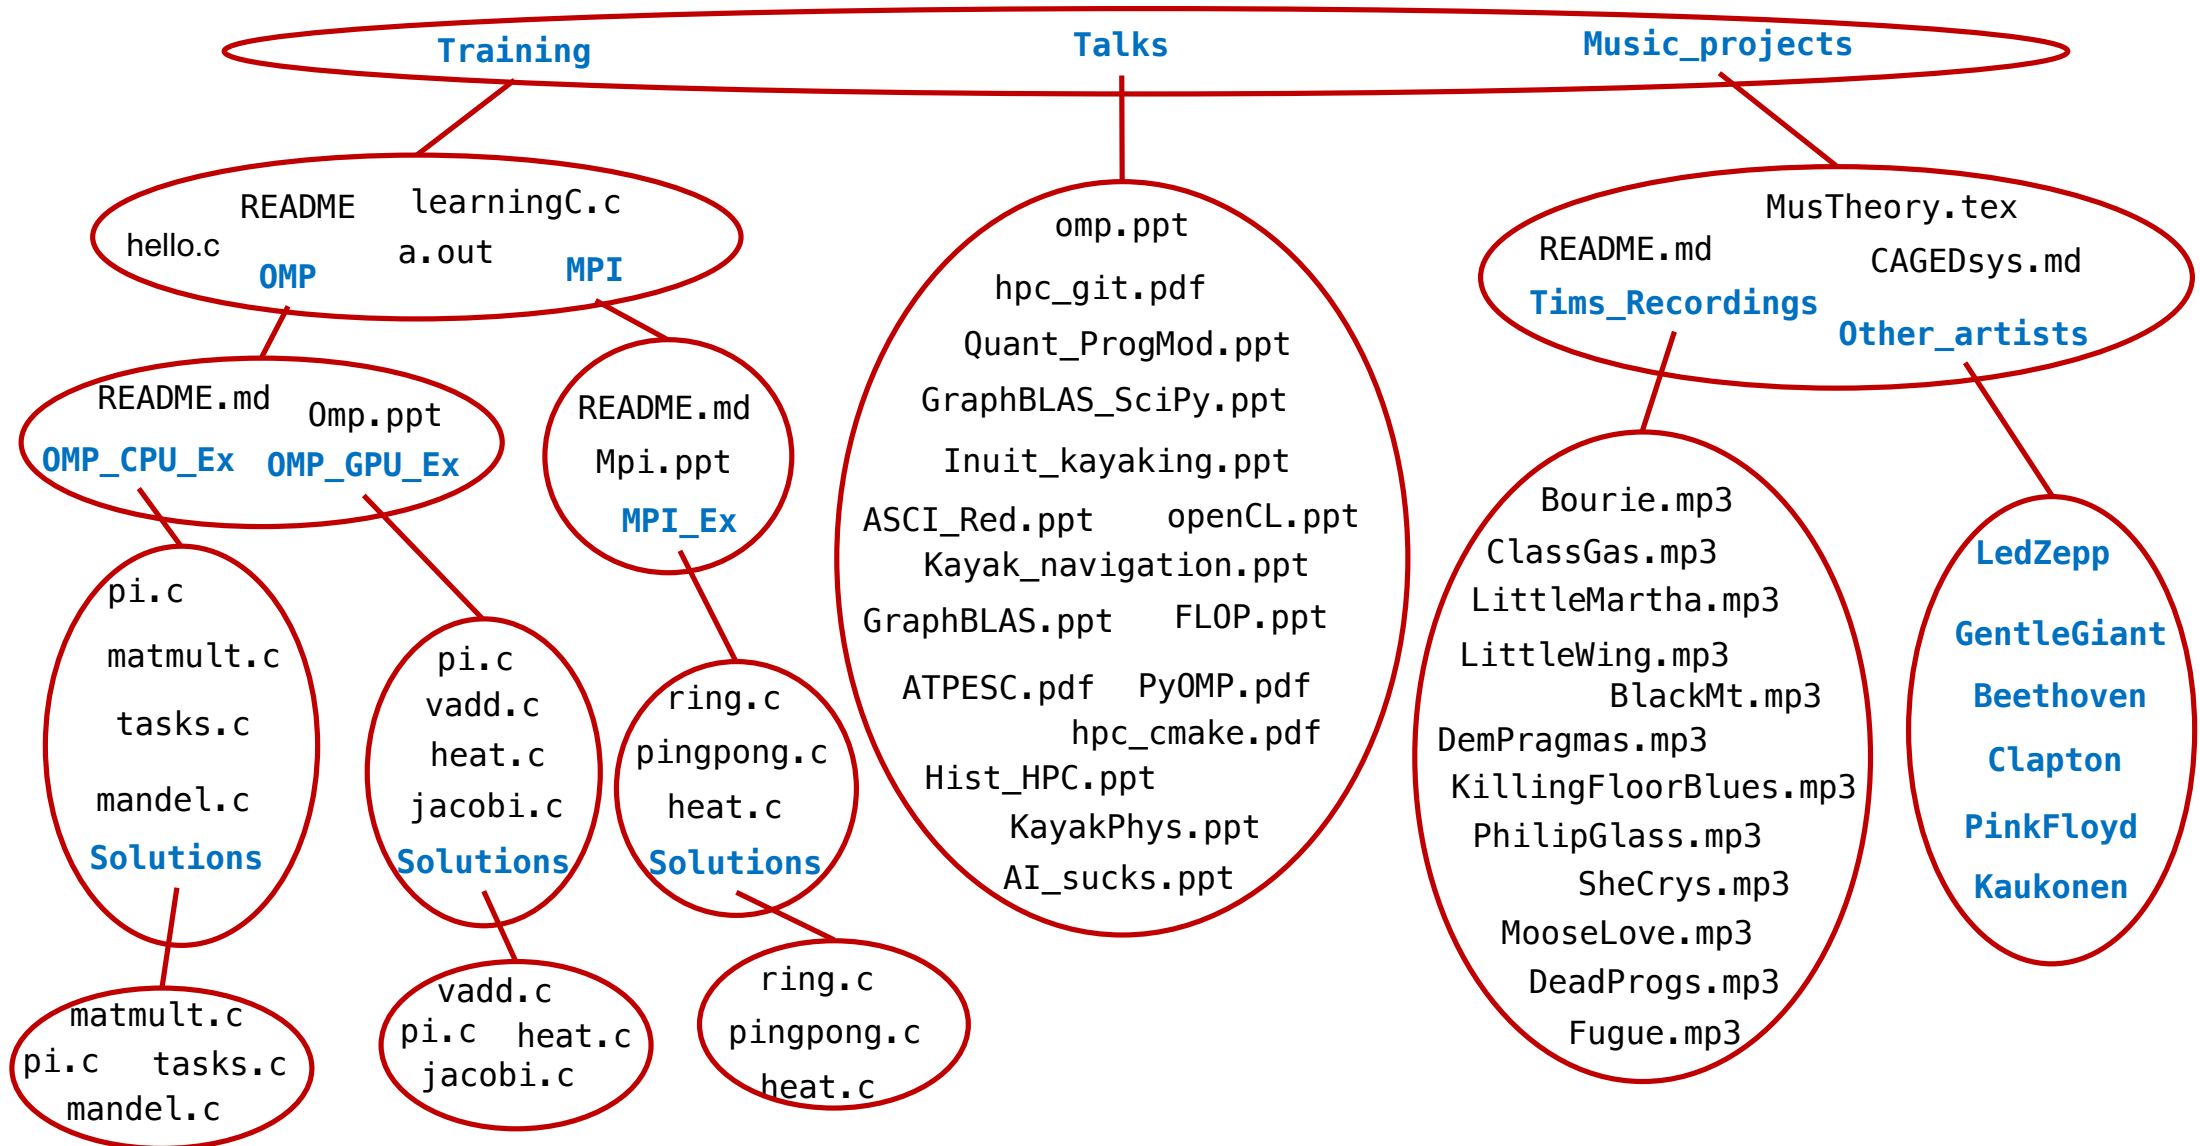 Training
Talks
Music_projects
README
learningC.c
hello.c
a.out
OMP
MPI
README.md
Omp.ppt
OMP_CPU_Ex
OMP_GPU_Ex
pi.c
matmult.c
tasks.c
mandel.c
Solutions
matmult.c
pi.c
tasks.c
mandel.c
pi.c
vadd.c
heat.c
jacobi.c
Solutions
vadd.c
pi.c
heat.c
jacobi.c
README.md
Mpi.ppt
MPI_Ex
ring.c
pingpong.c
heat.c
Solutions
ring.c
pingpong.c
heat.c
omp.ppt
hpc_git.pdf
Quant_ProgMod.ppt
GraphBLAS_SciPy.ppt
Inuit_kayaking.ppt
ASCI_Red.ppt
openCL.ppt
Kayak_navigation.ppt
GraphBLAS.ppt
FLOP.ppt
ATPESC.pdf
PyOMP.pdf
hpc_cmake.pdf
Hist_HPC.ppt
KayakPhys.ppt
AI_sucks.ppt
MusTheory.tex
README.md
CAGEDsys.md
Tims_Recordings
Other_artists
Bourie.mp3
ClassGas.mp3
LittleMartha.mp3
LittleWing.mp3
BlackMt.mp3
DemPragmas.mp3
KillingFloorBlues.mp3
PhilipGlass.mp3
SheCrys.mp3
MooseLove.mp3
DeadProgs.mp3
Fugue.mp3
LedZepp
GentleGiant
Beethoven
Clapton
PinkFloyd
Kaukonen